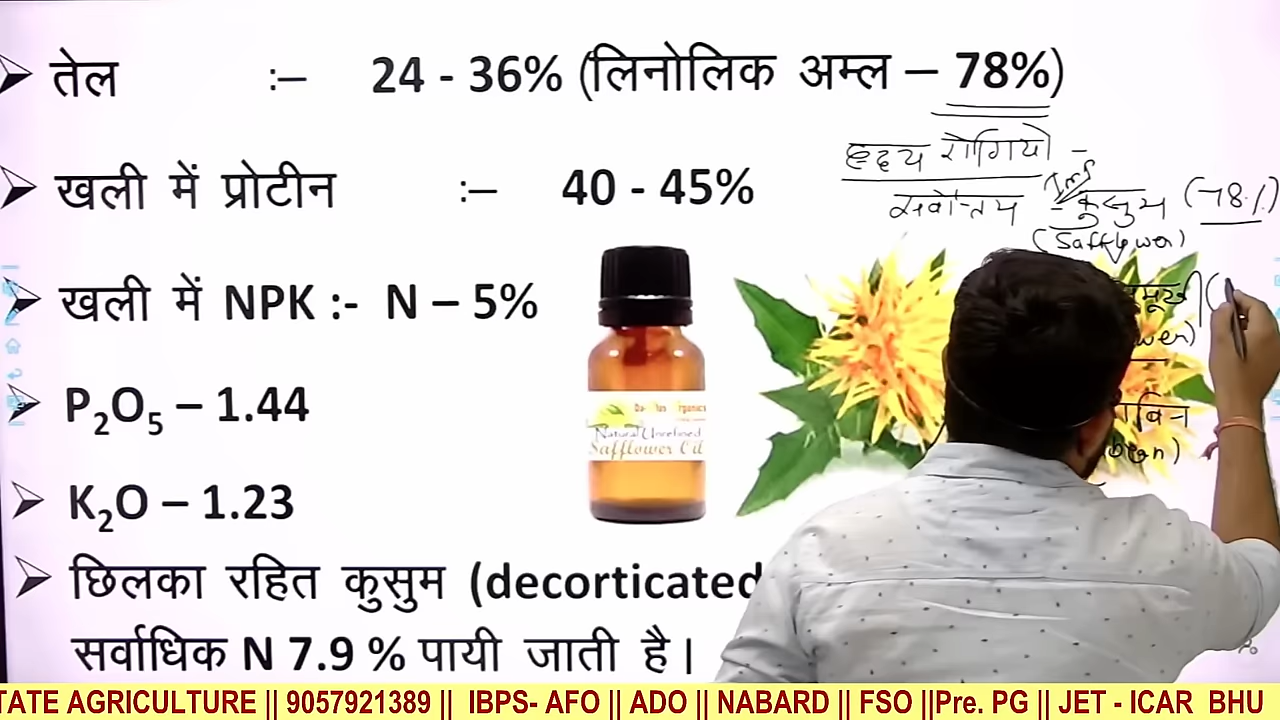 तेल :– 24 - 36% (लिनोलिक अम्ल – 78%)
हृदय रोगियो –
खली में प्रोटीन :– 40 - 45%
सर्वोत्तम - कुसुम (78%)
Imp
(Safflower)
खली में NPK :- N – 5%
P₂O₅ – 1.44
K₂O – 1.23
Natural Unrefined
Safflower Oil
छिलका रहित कुसुम (decorticated
सर्वाधिक N 7.9 % पायी जाती है।
TATE AGRICULTURE || 9057921389 || IBPS- AFO || ADO || NABARD || FSO ||Pre. PG || JET - ICAR BHU